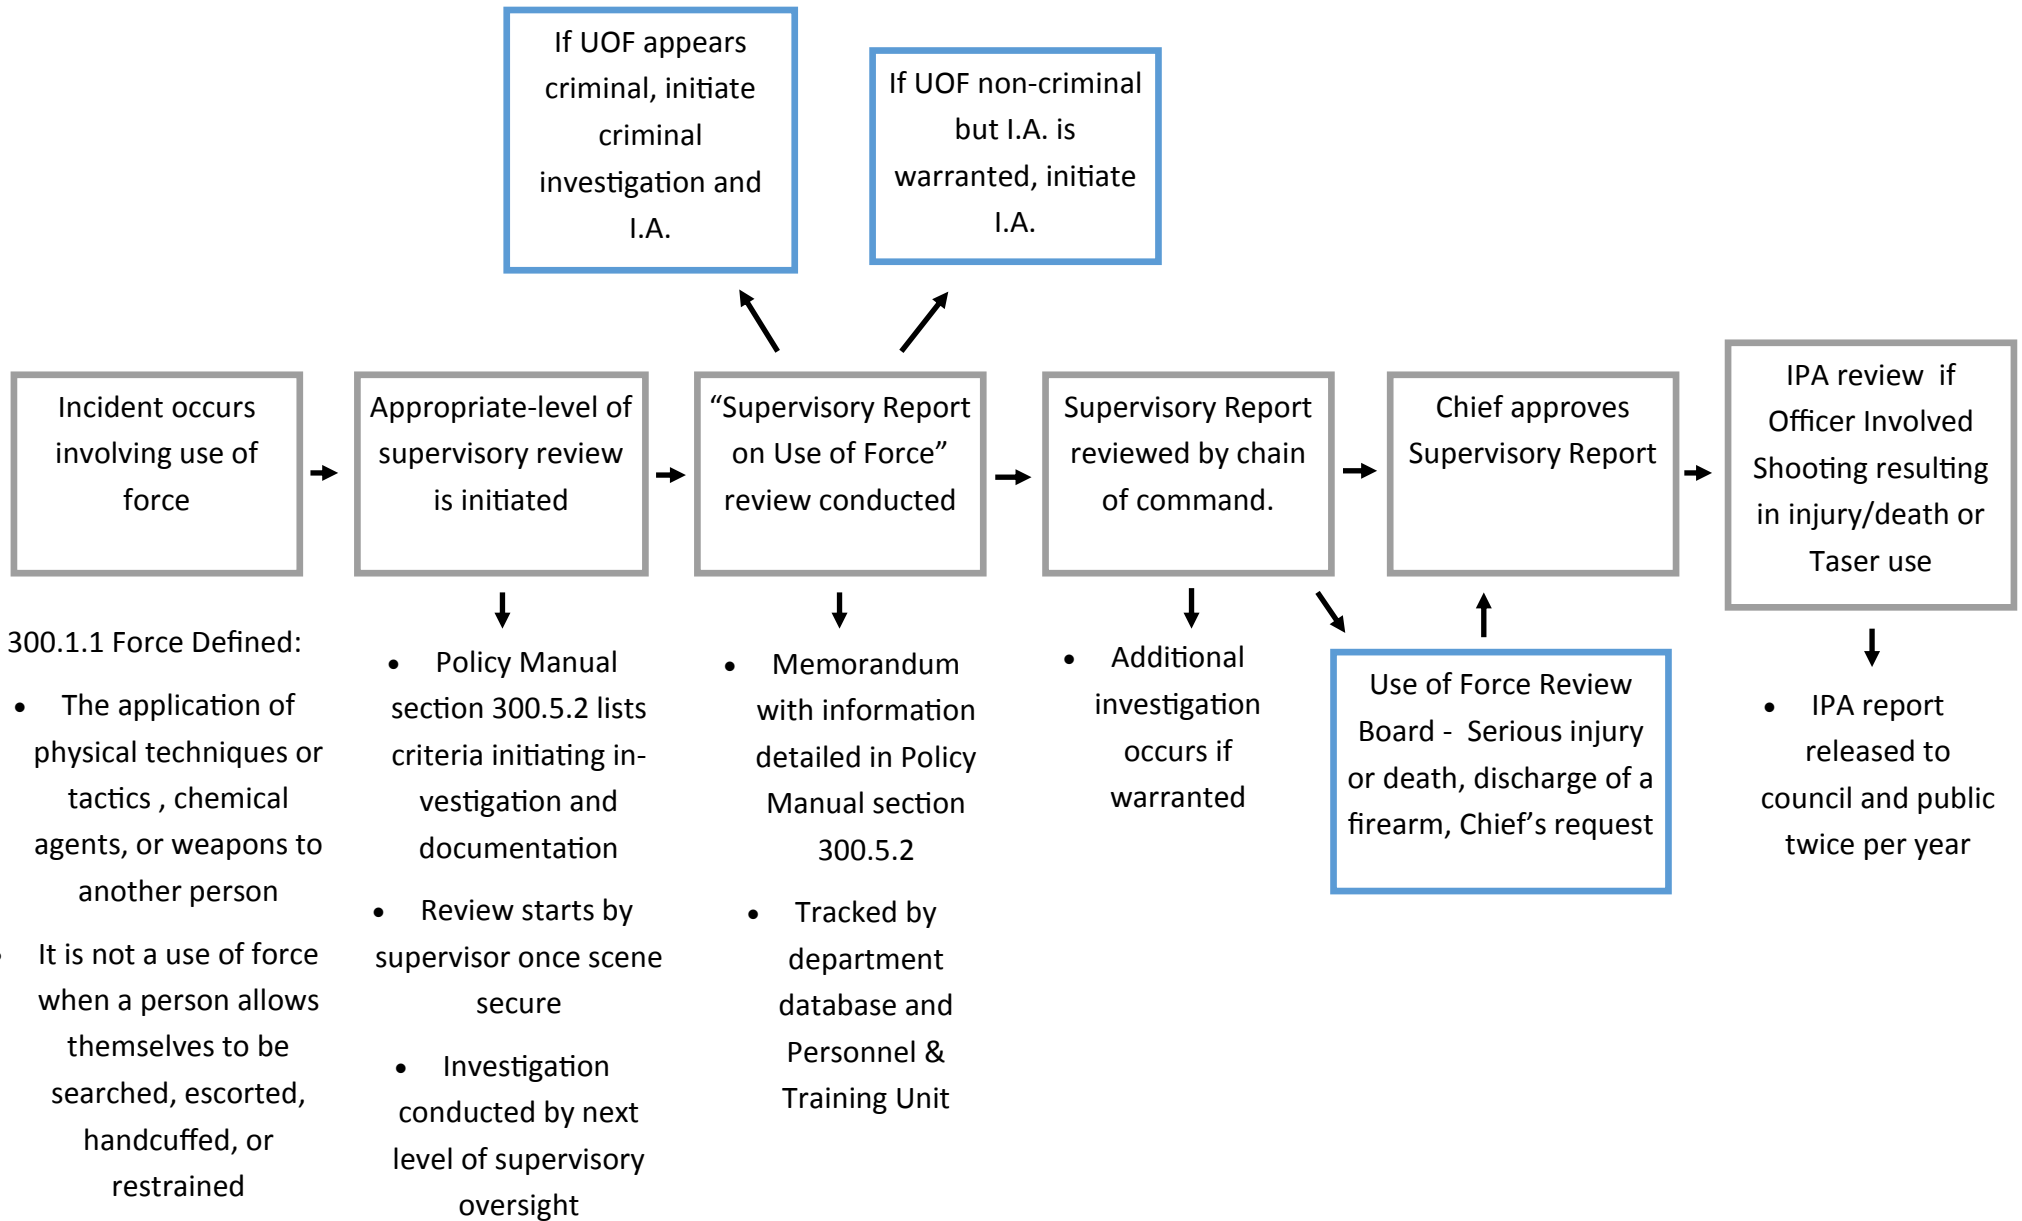 If UOF appears
criminal, initiate
criminal
investigation and
I.A.
If UOF non-criminal
but I.A. is
warranted, initiate
I.A.
Incident occurs
involving use of
force
Appropriate-level of
supervisory review
is initiated
“Supervisory Report
on Use of Force”
review conducted
Supervisory Report
reviewed by chain
of command.
Chief approves
Supervisory Report
IPA review  if
Officer Involved
Shooting resulting
in injury/death or
Taser use
300.1.1 Force Defined:
• The application of
physical techniques or
tactics , chemical
agents, or weapons to
another person
• It is not a use of force
when a person allows
themselves to be
searched, escorted,
handcuffed, or
restrained
• Policy Manual
section 300.5.2 lists
criteria initiating in-
vestigation and
documentation
• Review starts by
supervisor once scene
secure
• Investigation
conducted by next
level of supervisory
oversight
• Memorandum
with information
detailed in Policy
Manual section
300.5.2
• Tracked by
department
database and
Personnel &
Training Unit
• Additional
investigation
occurs if
warranted
Use of Force Review
Board -  Serious injury
or death, discharge of a
firearm, Chief’s request
• IPA report
released to
council and public
twice per year